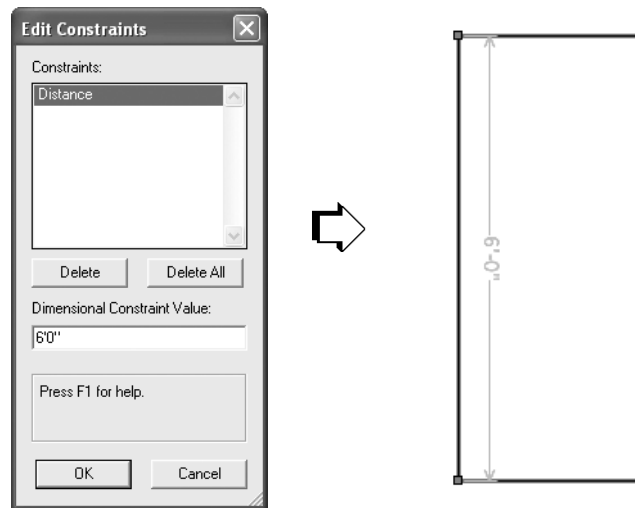 Edit Constraints
Constraints:
Distance
Delete
Delete All
Dimensional Constraint Value:
6'0"
Press F1 for help.
OK
Cancel
6'-0"